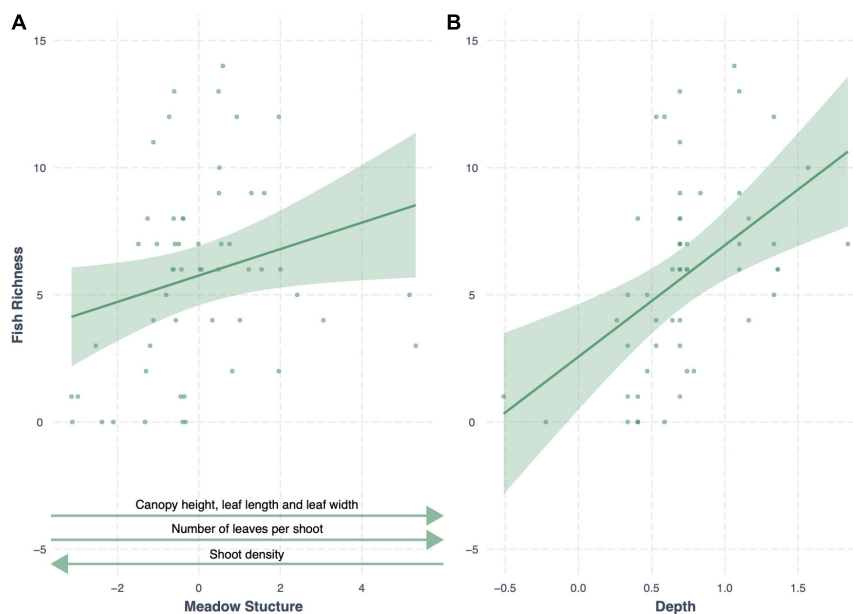 A
B
15
10
5
0
−5
Fish Richness
Canopy height, leaf length and leaf width
Number of leaves per shoot
Shoot density
−2
0
2
4
Meadow Stucture
15
10
5
0
−5
−0.5
0.0
0.5
1.0
1.5
Depth